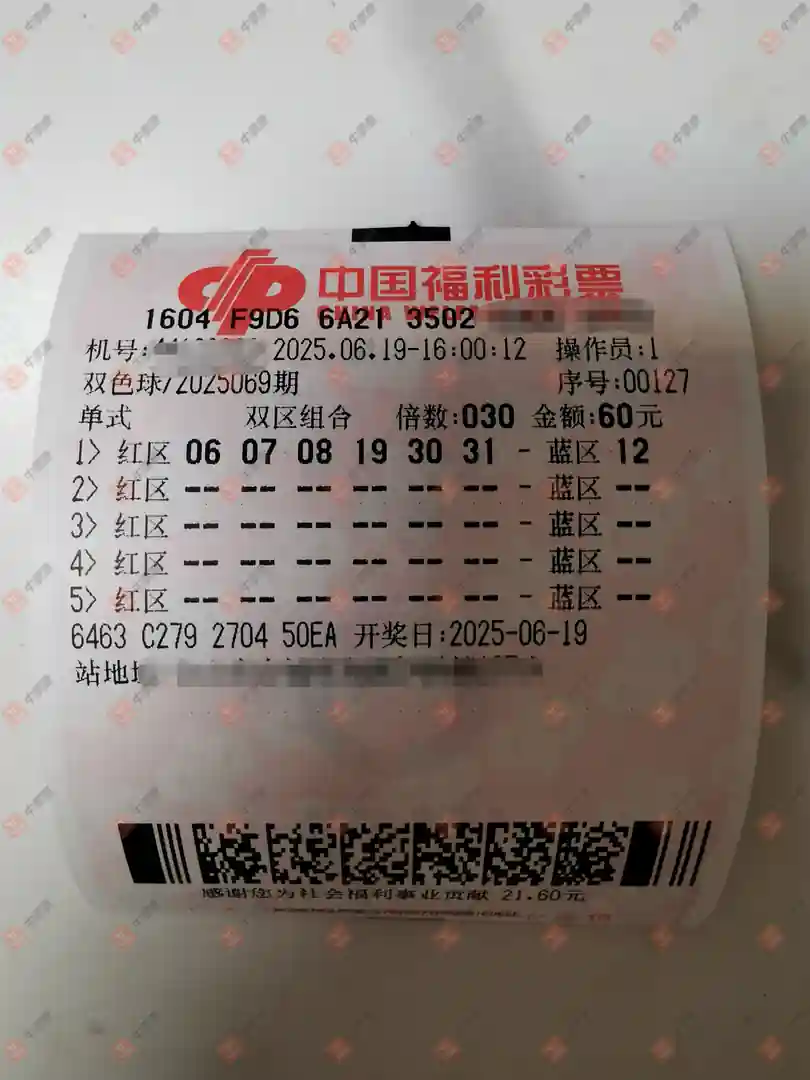 中国福利彩票
1604 F9D6 6A21 3502
机号: 2025.06.19-16:00:12 操作员:1
双色球/2025069期 序号:00127
单式 双区组合 倍数:030 金额:60元
1> 红区 06 07 08 19 30 31 - 蓝区 12
2> 红区 -- -- -- -- -- -- - 蓝区 --
3> 红区 -- -- -- -- -- -- - 蓝区 --
4> 红区 -- -- -- -- -- -- - 蓝区 --
5> 红区 -- -- -- -- -- -- - 蓝区 --
6463 C279 2704 50EA 开奖日:2025-06-19
站地
感谢您为社会福利事业贡献 21.60元